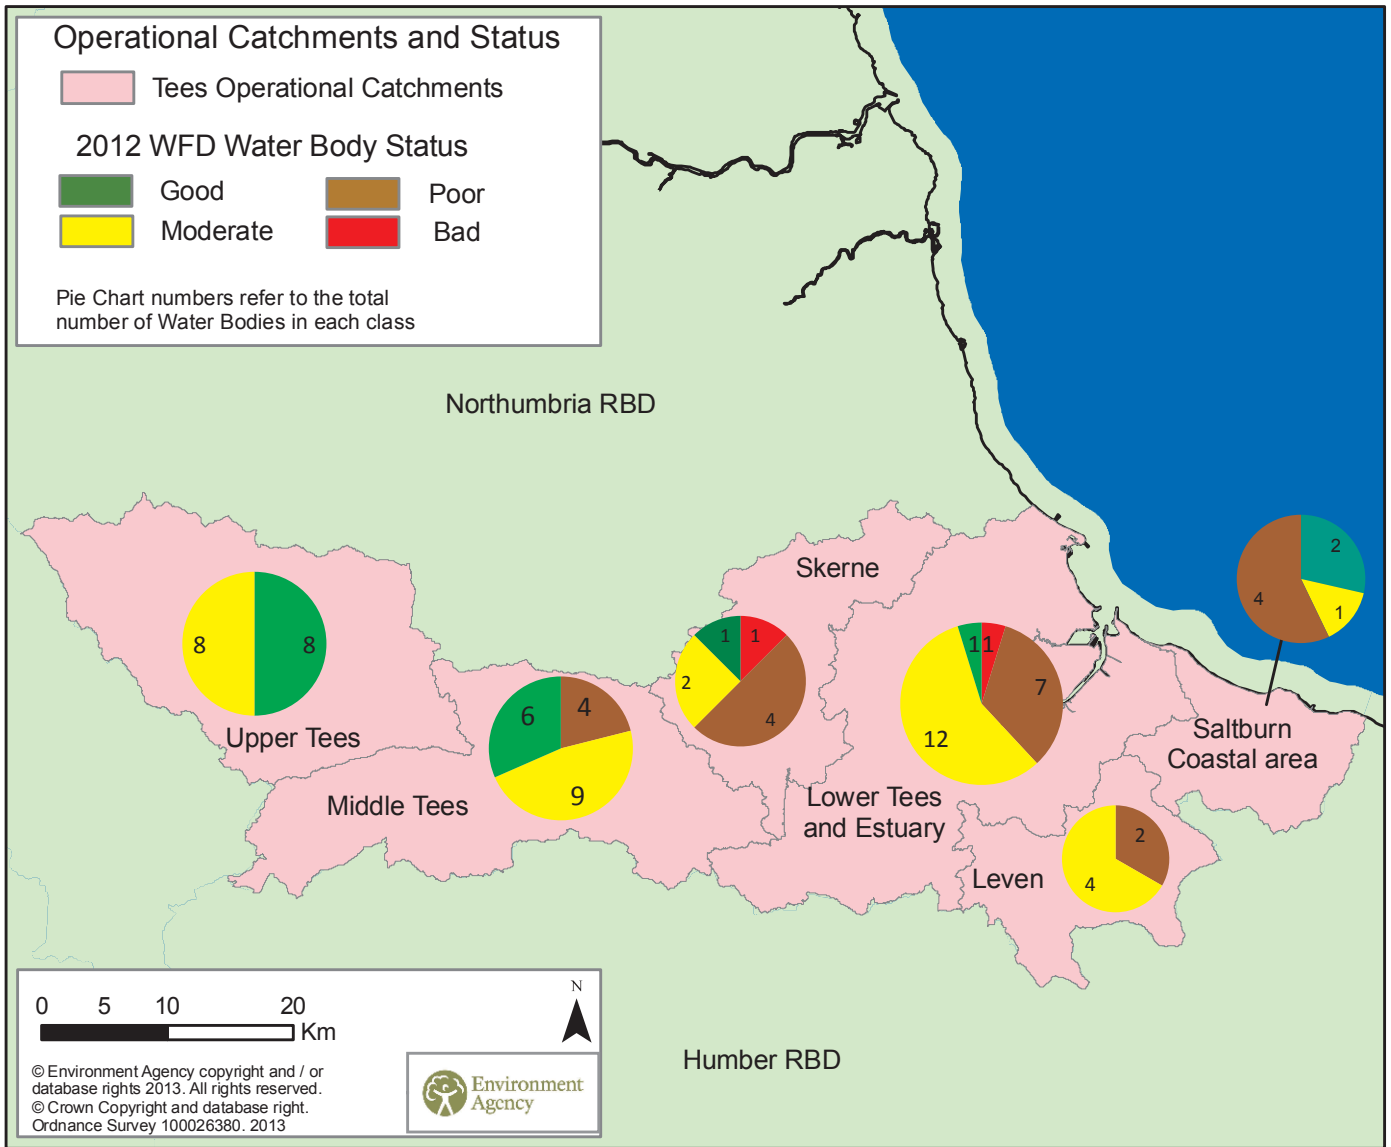 Operational Catchments and Status
Tees Operational Catchments
2012 WFD Water Body Status
Good
Poor
Moderate
Bad
Pie Chart numbers refer to the total
number of Water Bodies in each class
Northumbria RBD
Skerne
2
4
1
8
8
1
1
2
4
1 1
7
12
Upper Tees
6
4
9
Saltburn
Coastal area
Middle Tees
Lower Tees
and Estuary
2
4
Leven
0 5 10 20
Km
N
© Environment Agency copyright and / or
database rights 2013. All rights reserved.
© Crown Copyright and database right.
Ordnance Survey 100026380. 2013
Environment
Agency
Humber RBD